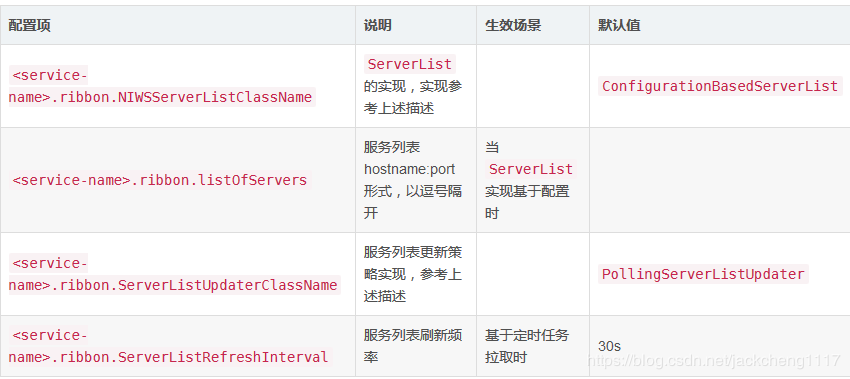 配置项 说明 生效场景 默认值
<service-
name>.ribbon.NIWSServerListClassName
ServerList
的实现，实现参
考上述描述
ConfigurationBasedServerList
<service-name>.ribbon.listOfServers
服务列表
hostname:port
形式，以逗号隔
开
当
ServerList
实现基于配置
时
<service-
name>.ribbon.ServerListUpdaterClassName
服务列表更新策
略实现，参考上
述描述
PollingServerListUpdater
<service-
name>.ribbon.ServerListRefreshInterval
服务列表刷新频
率
基于定时任务
拉取时
30s
https://blog.csdn.net/jackcheng1117